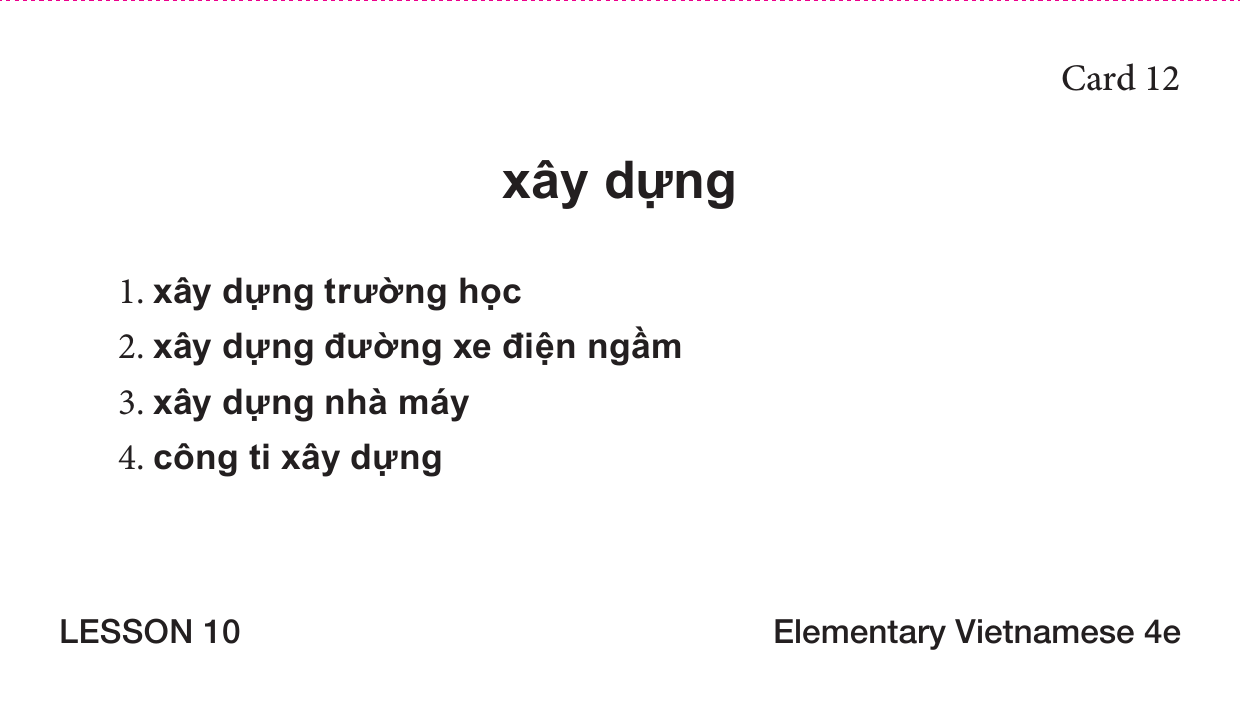 Card 12
xây dựng
1. xây dựng trường học
2. xây dựng đường xe điện ngầm
3. xây dựng nhà máy
4. công ti xây dựng
LESSON 10
Elementary Vietnamese 4e